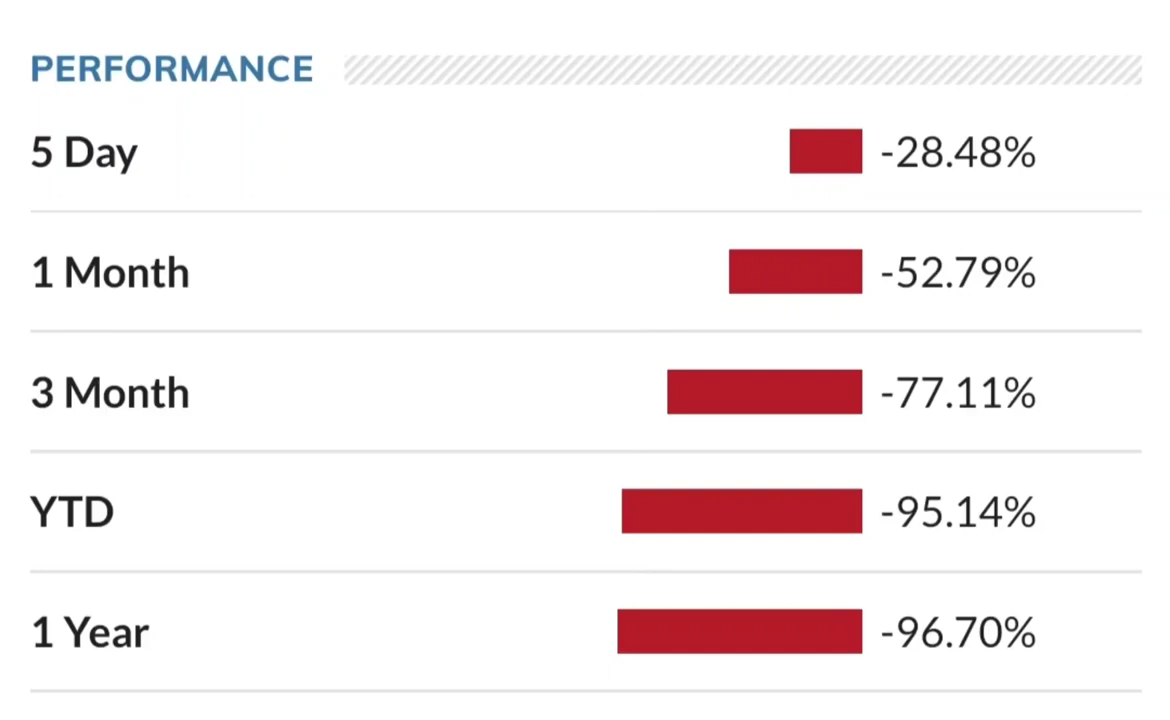 PERFORMANCE
5 Day -28.48%
1 Month -52.79%
3 Month -77.11%
YTD -95.14%
1 Year -96.70%